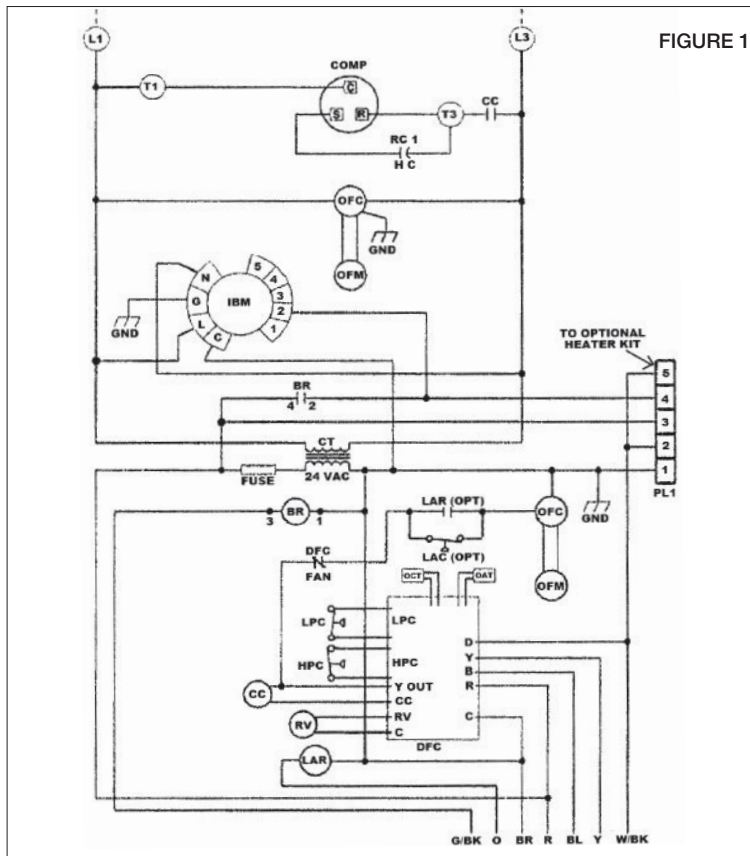 L1
L3
FIGURE 1
COMP
T1
C
S
R
T3
CC
RC 1
H C
OFC
GND
OFM
N
G
L
C
IBM
5
4
3
2
1
GND
TO OPTIONAL
HEATER KIT
5
4
3
2
1
PL1
BR
4 2
CT
FUSE
24 VAC
BR
3 1
LAR (OPT)
LAC (OPT)
OFC
GND
OFM
DFC
FAN
OCT
OAT
LPC
LPC
HPC
HPC
Y OUT
CC
CC
RV
RV
C
D
Y
B
R
C
DFC
LAR
G/BK O BR R BL Y W/BK